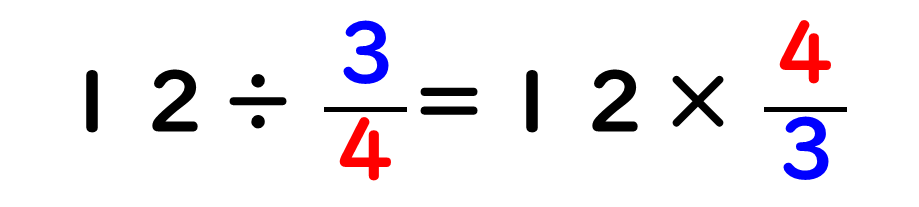 12 ÷ 3/4 = 12 × 4/3